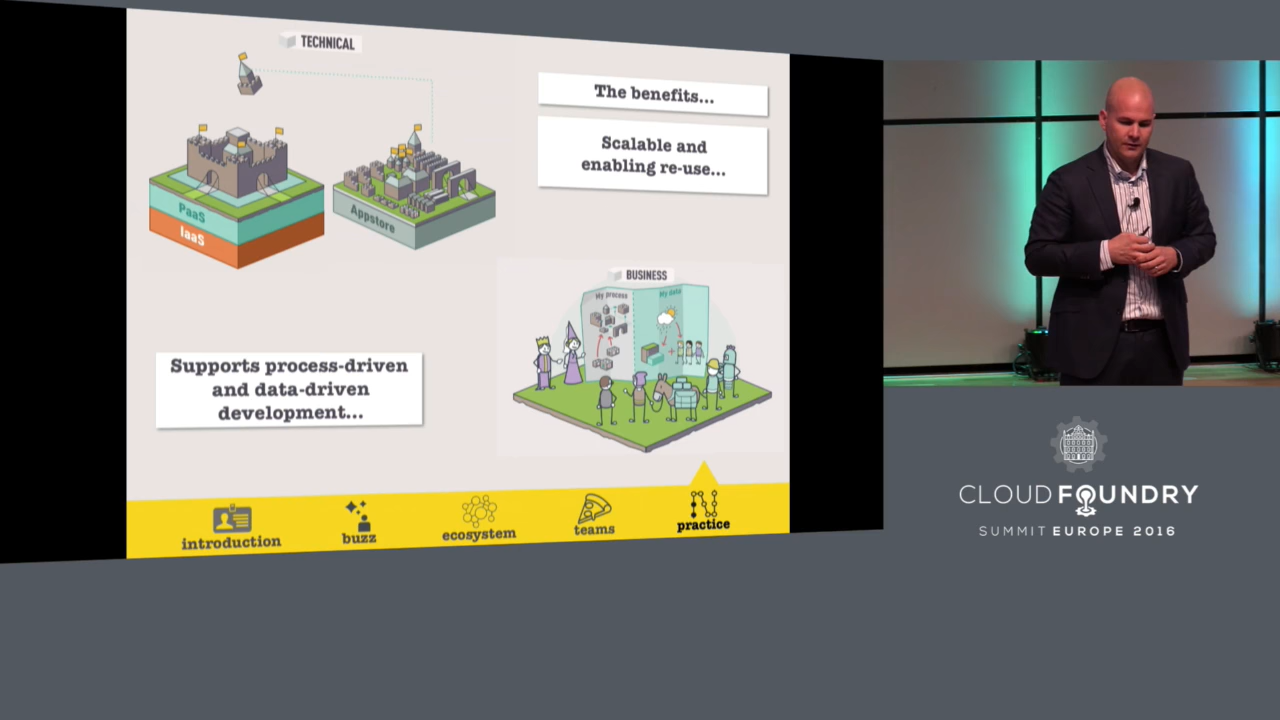 TECHNICAL
The benefits...
Scalable and
enabling re-use...
PaaS
IaaS
Appstore
BUSINESS
My process
My data
Supports process-driven
and data-driven
development...
introduction
buzz
ecosystem
teams
practice
CLOUD FOUNDRY
SUMMIT EUROPE 2016